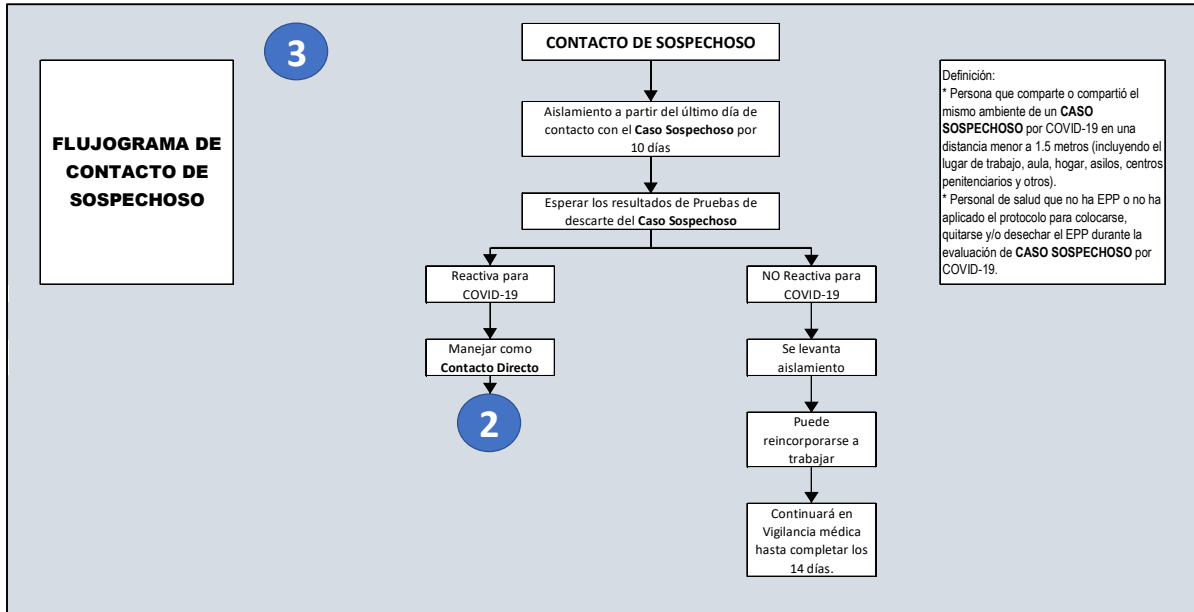 3
FLUJOGRAMA DE
CONTACTO DE
SOSPECHOSO
CONTACTO DE SOSPECHOSO
Aislamiento a partir del último día de
contacto con el Caso Sospechoso por
10 días
Esperar los resultados de Pruebas de
descarte del Caso Sospechoso
Reactiva para
COVID-19
Manejar como
Contacto Directo
2
NO Reactiva para
COVID-19
Se levanta
aislamiento
Puede
reincorporarse a
trabajar
Continuará en
Vigilancia médica
hasta completar los
14 días.
Definición:
* Persona que comparte o compartió el
mismo ambiente de un CASO
SOSPECHOSO por COVID-19 en una
distancia menor a 1.5 metros (incluyendo el
lugar de trabajo, aula, hogar, asilos, centros
penitenciarios y otros).
* Personal de salud que no ha EPP o no ha
aplicado el protocolo para colocarse,
quitarse y/o desechar el EPP durante la
evaluación de CASO SOSPECHOSO por
COVID-19.